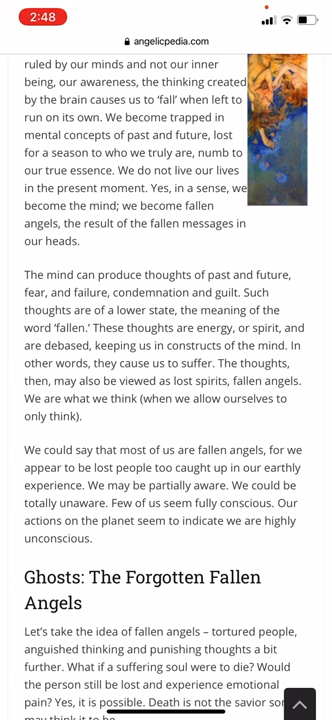 2:48
angelicpedia.com
ruled by our minds and not our inner
being, our awareness, the thinking created
by the brain causes us to ‘fall’ when left to
run on its own. We become trapped in
mental concepts of past and future, lost
for a season to who we truly are, numb to
our true essence. We do not live our lives
in the present moment. Yes, in a sense, we
become the mind; we become fallen
angels, the result of the fallen messages in
our heads.
The mind can produce thoughts of past and future,
fear, and failure, condemnation and guilt. Such
thoughts are of a lower state, the meaning of the
word ‘fallen.’ These thoughts are energy, or spirit, and
are debased, keeping us in constructs of the mind. In
other words, they cause us to suffer. The thoughts,
then, may also be viewed as lost spirits, fallen angels.
We are what we think (when we allow ourselves to
only think).
We could say that most of us are fallen angels, for we
appear to be lost people too caught up in our earthly
experience. We may be partially aware. We could be
totally unaware. Few of us seem fully conscious. Our
actions on the planet seem to indicate we are highly
unconscious.
Ghosts: The Forgotten Fallen
Angels
Let’s take the idea of fallen angels – tortured people,
anguished thinking and punishing thoughts a bit
further. What if a suffering soul were to die? Would
the person still be lost and experience emotional
pain? Yes, it is possible. Death is not the savior
may think it to be